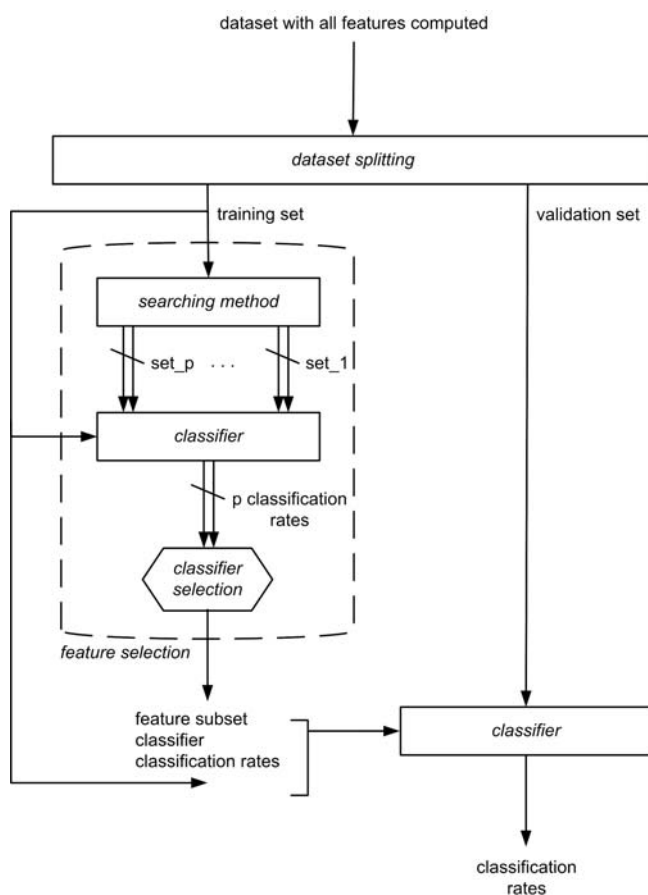 dataset with all features computed
dataset splitting
training set
validation set
searching method
set_p . . . set_1
classifier
p classification
rates
classifier
selection
feature selection
feature subset
classifier
classification rates
classifier
classification
rates